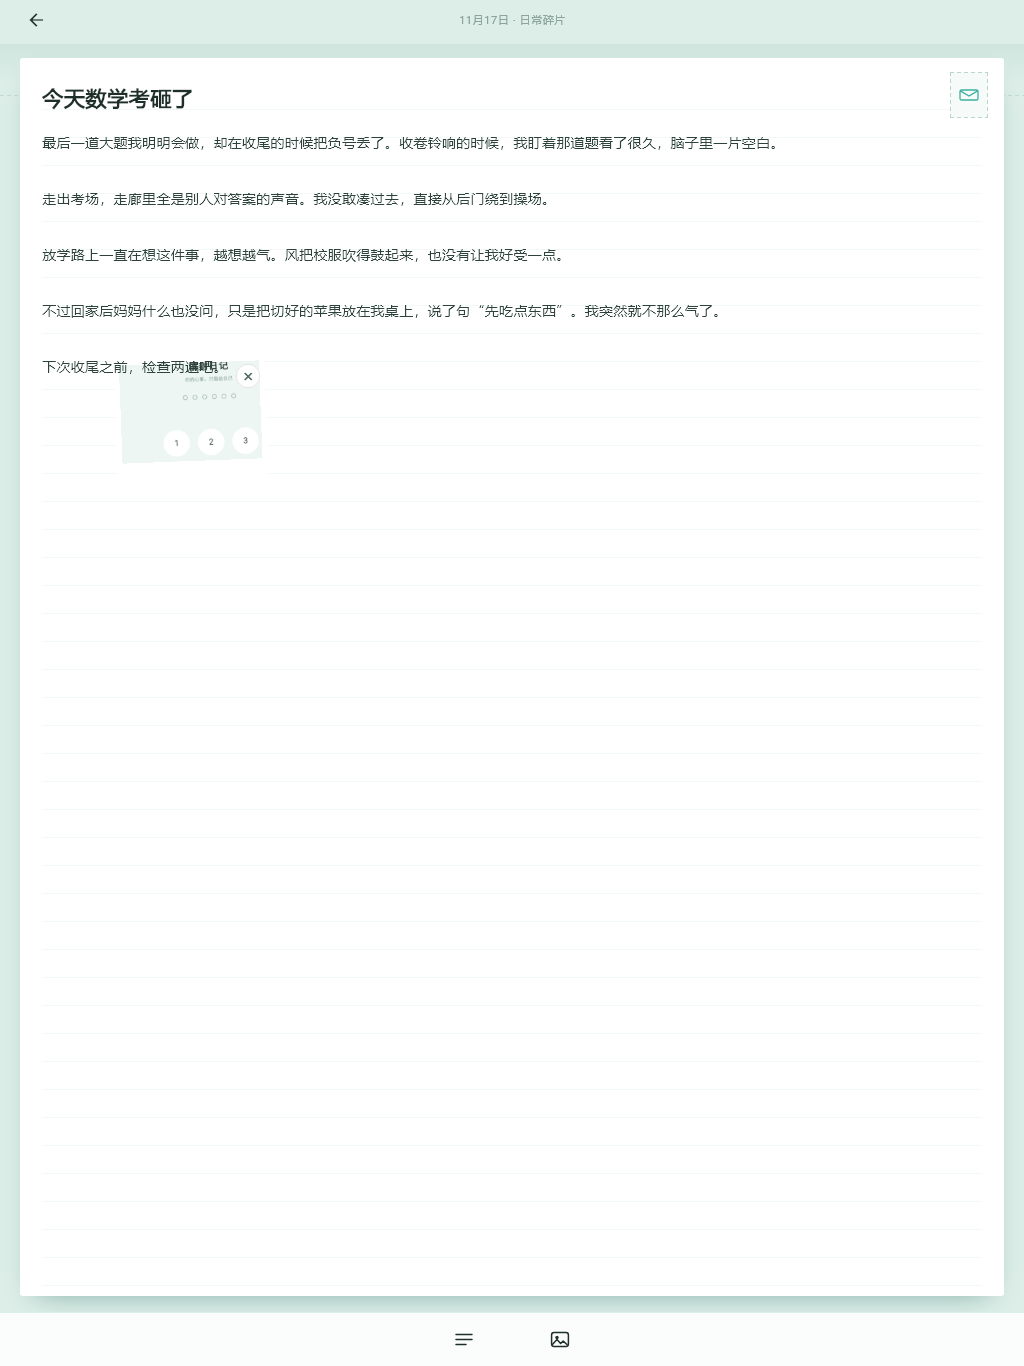 11月17日 · 日常碎片
今天数学考砸了
最后一道大题我明明会做，却在收尾的时候把负号丢了。收卷铃响的时候，我盯着那道题看了很久，脑子里一片空白。
走出考场，走廊里全是别人对答案的声音。我没敢凑过去，直接从后门绕到操场。
放学路上一直在想这件事，越想越气。风把校服吹得鼓起来，也没有让我好受一点。
不过回家后妈妈什么也没问，只是把切好的苹果放在我桌上，说了句“先吃点东西”。我突然就不那么气了。
下次收尾之前，检查两遍吧。
1 2 3